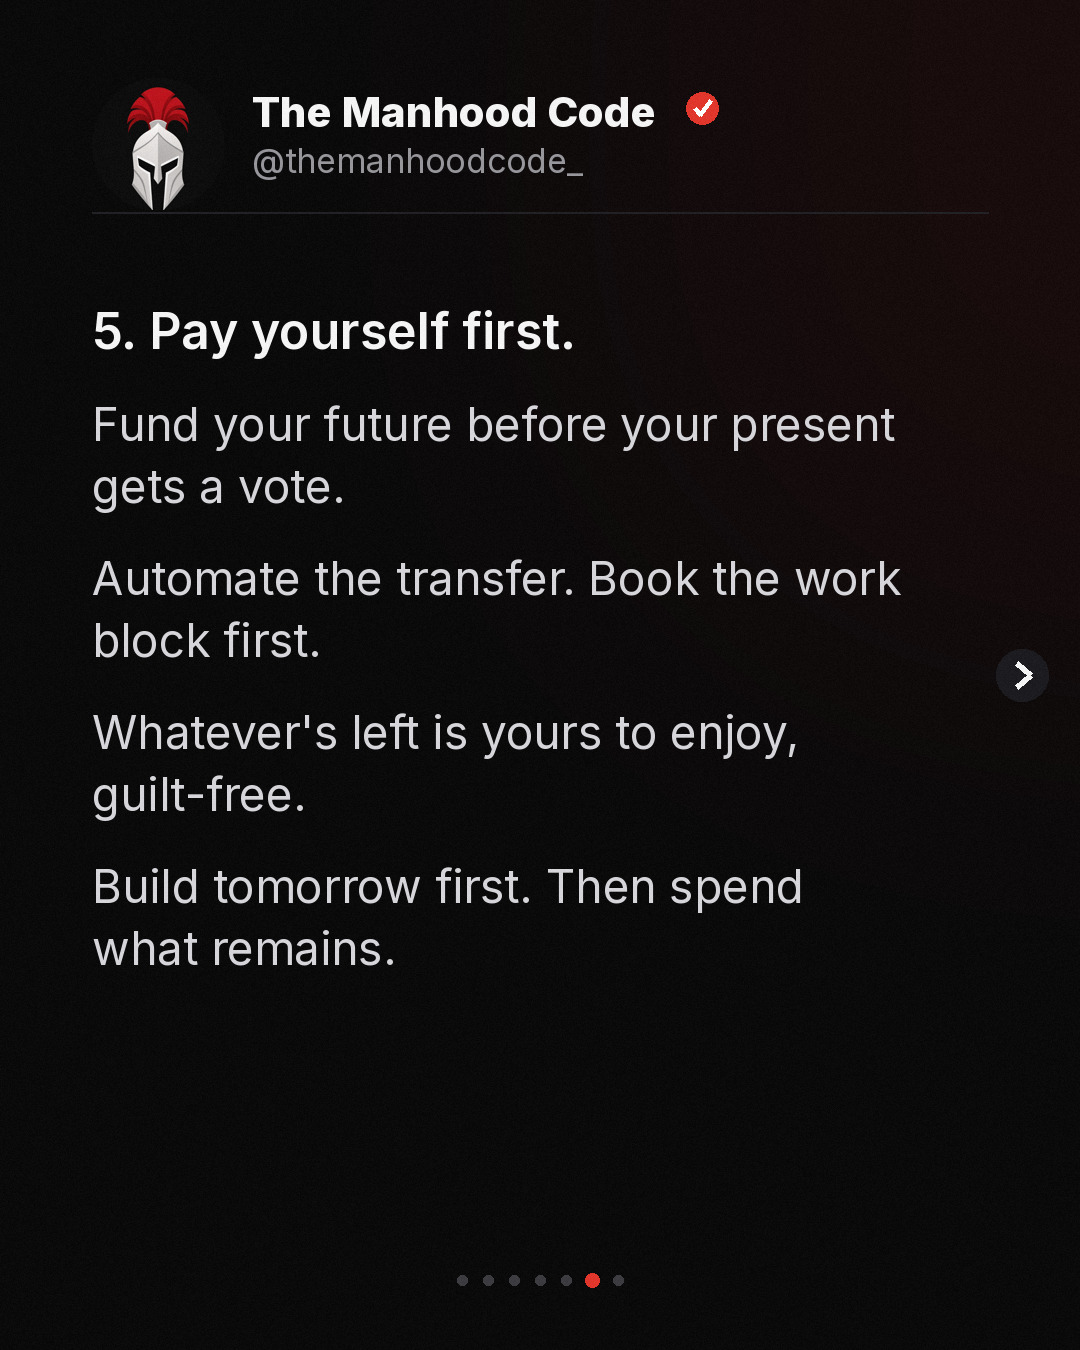 The Manhood Code
@themanhoodcode_
5. Pay yourself first.
Fund your future before your present
gets a vote.
Automate the transfer. Book the work
block first.
Whatever's left is yours to enjoy,
guilt-free.
Build tomorrow first. Then spend
what remains.